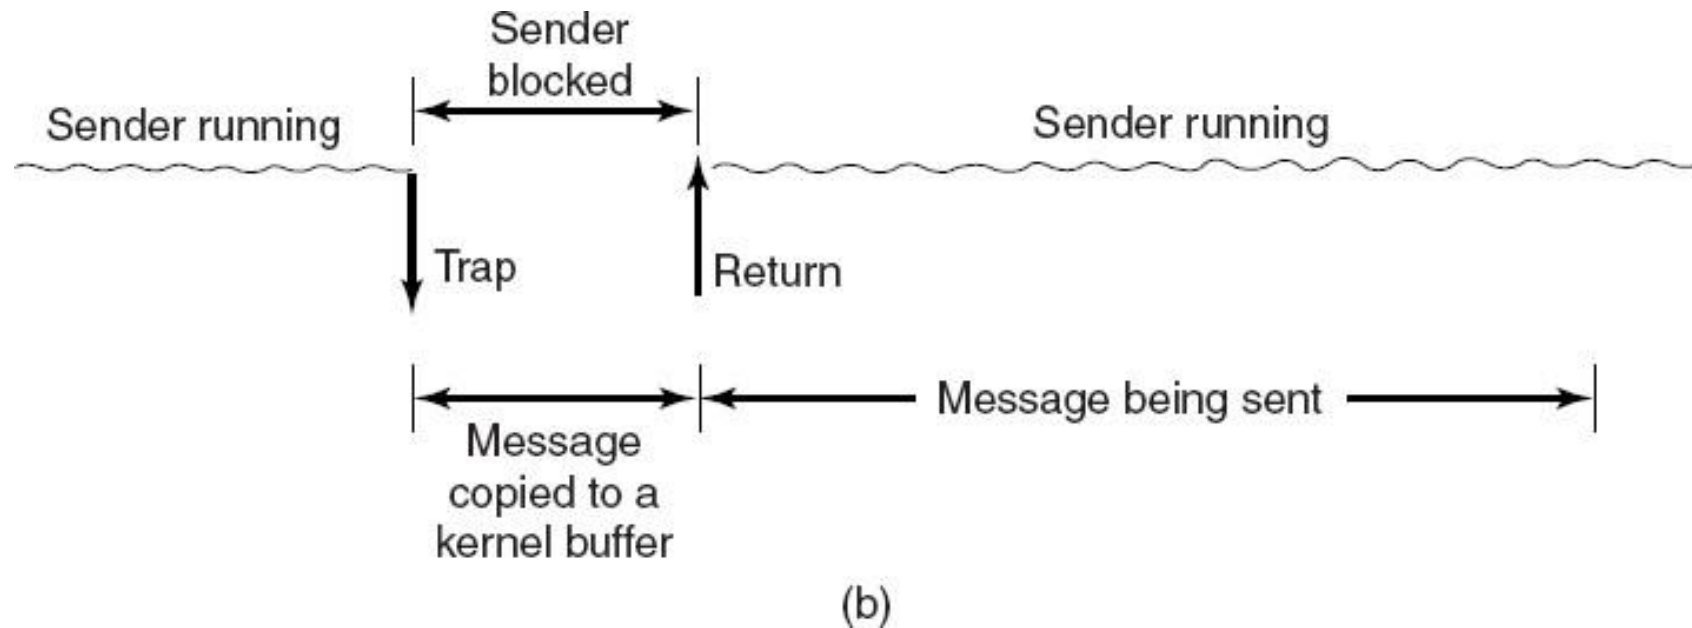 Sender
blocked
Sender running
Sender running
Trap
Return
Message being sent
Message
copied to a
kernel buffer
(b)